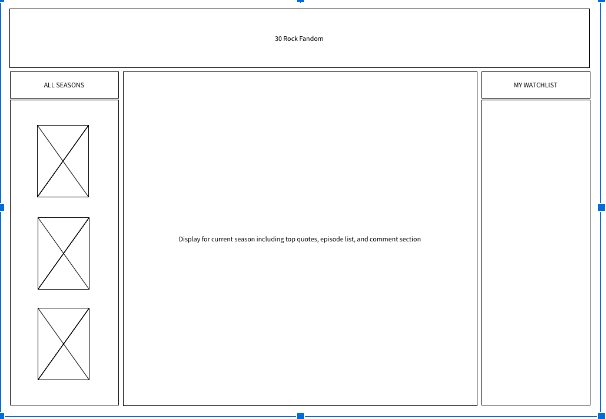 30 Rock Fandom
ALL SEASONS
MY WATCHLIST
Display for current season including top quotes, episode list, and comment section